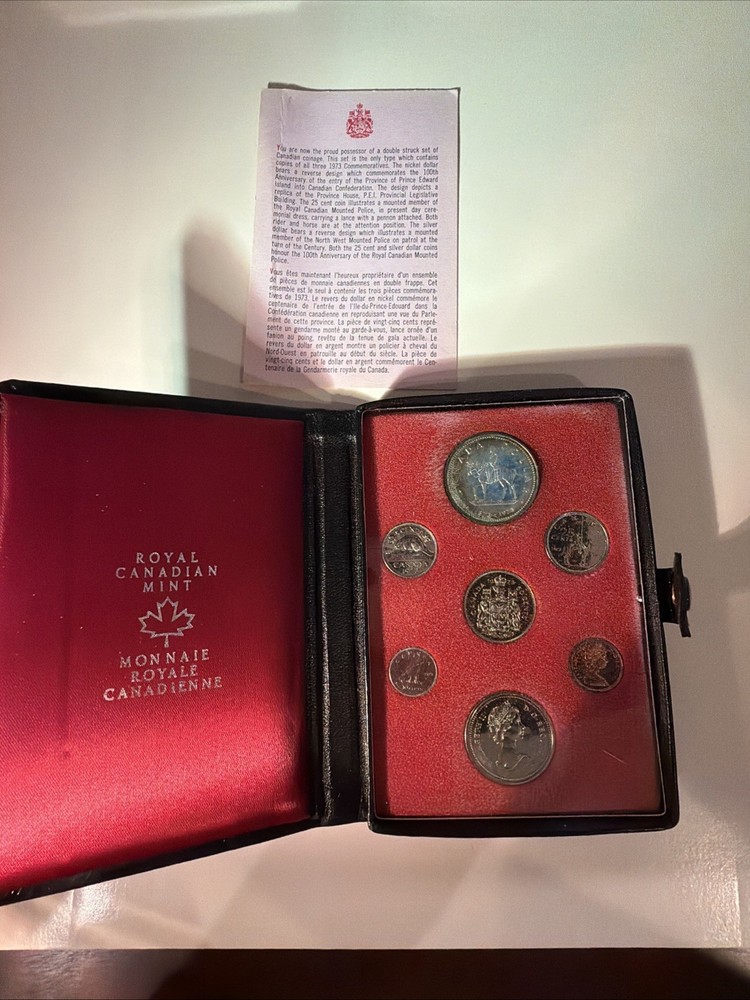 You are now the proud possessor of a double struck set of
Canadian coinage. This set is the only type which contains
copies of all three 1973 Commemoratives. The nickel dollar
bears a reverse design which commemorates the 100th
Anniversary of the entry of the Province of Prince Edward
Island into Canadian Confederation. The design depicts a
replica of the Province House, P.E.I. Provincial Legislative
Building. The 25 cent coin illustrates a mounted member of
the Royal Canadian Mounted Police, in present day cere-
monial dress, carrying a lance with a pennon attached. Both
rider and horse are at the attention position. The silver
dollar bears a reverse design which illustrates a mounted
member of the North West Mounted Police on patrol at the
turn of the Century. Both the 25 cent and silver dollar coins
honour the 100th Anniversary of the Royal Canadian Mounted
Police.
Vous êtes maintenant l'heureux propriétaire d'un ensemble
de pièces de monnaie canadiennes en double frappe. Cet
ensemble est le seul à contenir les trois pièces commémora-
tives de 1973. Le revers du dollar en nickel commémore le
centenaire de l'entrée de l'Ile-du-Prince-Edouard dans la
Confédération canadienne en reproduisant une vue du Parle-
ment de cette province. La pièce de vingt-cinq cents repré-
sente un gendarme monté au garde-à-vous, lance ornée d'un
fanion au poing, revêtu de la tenue de gala actuelle. Le
revers du dollar en argent montre un policier à cheval du
Nord-Ouest en patrouille au début du siècle. La pièce de
vingt-cinq cents et le dollar en argent commémorent le Cen-
tenaire de la Gendarmerie royale du Canada.
ROYAL
CANADIAN
MINT
MONNAIE
ROYALE
CANADIENNE
CANADA
CANADA